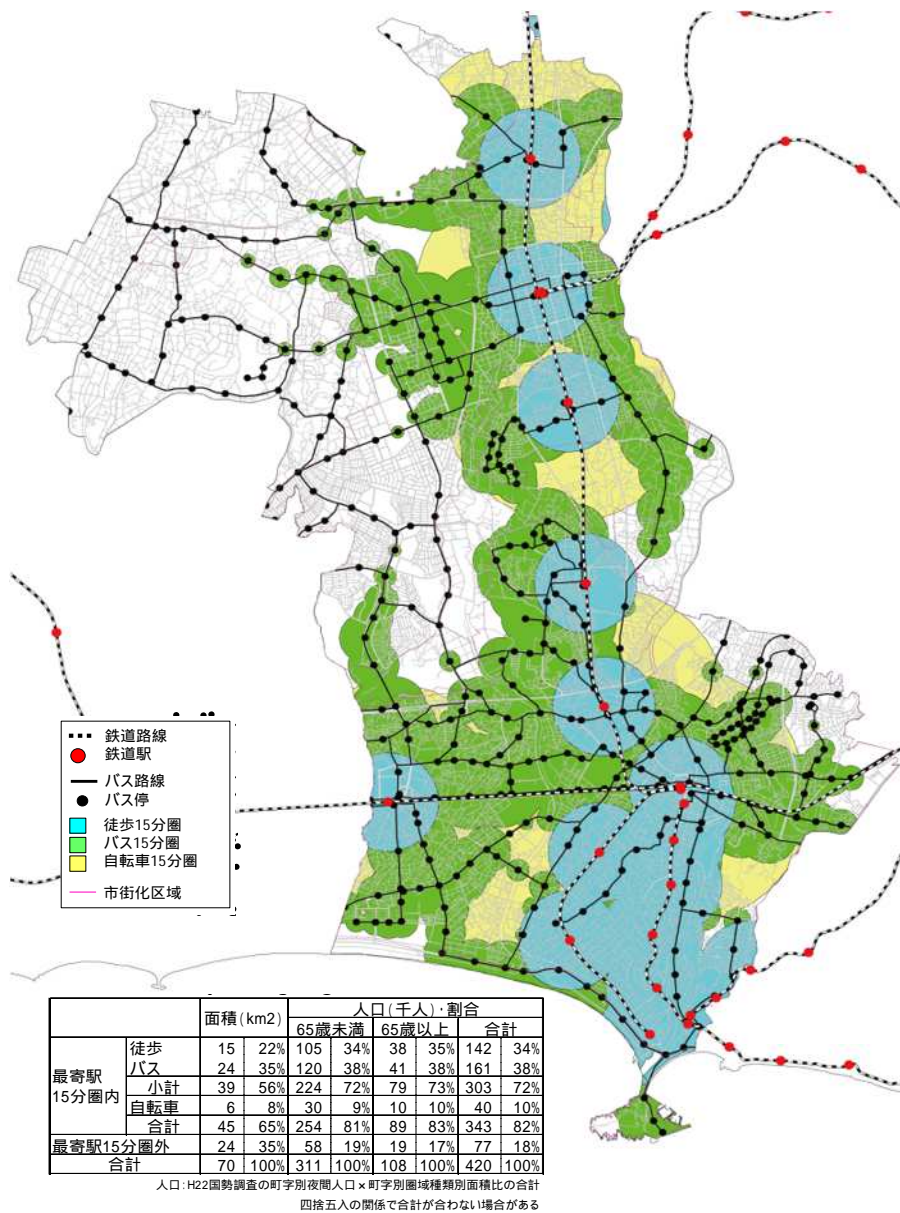 鉄道路線
鉄道駅
バス路線
バス停
徒歩15分圏
バス15分圏
自転車15分圏
市街化区域
面積(km2) 人口(千人)・割合
65歳未満 65歳以上 合計
最寄駅15分圏内
徒歩 15 22% 105 34% 38 35% 142 34%
バス 24 35% 120 38% 41 38% 161 38%
小計 39 56% 224 72% 79 73% 303 72%
自転車 6 8% 30 9% 10 10% 40 10%
合計 45 65% 254 81% 89 83% 343 82%
最寄駅15分圏外 24 35% 58 19% 19 17% 77 18%
合計 70 100% 311 100% 108 100% 420 100%
人口:H22国勢調査の町字別夜間人口×町字別圏域種類別面積比の合計
四捨五入の関係で合計が合わない場合がある